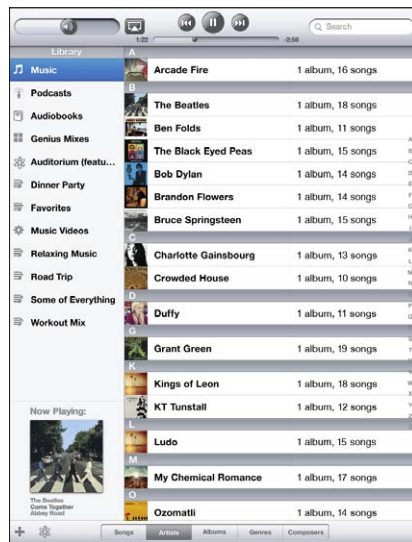 Search
1:22
-2:56
Library
Music
Podcasts
Audiobooks
Genius Mixes
Auditorium (featu...
Dinner Party
Favorites
Music Videos
Relaxing Music
Road Trip
Some of Everything
Workout Mix
Now Playing:
The Beatles
Come Together
Abbey Road
A
Arcade Fire 1 album, 16 songs
B
The Beatles 1 album, 18 songs
Ben Folds 1 album, 11 songs
The Black Eyed Peas 1 album, 15 songs
Bob Dylan 1 album, 14 songs
Brandon Flowers 1 album, 14 songs
Bruce Springsteen 1 album, 15 songs
C
Charlotte Gainsbourg 1 album, 13 songs
Crowded House 1 album, 10 songs
D
Duffy 1 album, 11 songs
G
Grant Green 1 album, 19 songs
K
Kings of Leon 1 album, 18 songs
KT Tunstall 1 album, 12 songs
L
Ludo 1 album, 15 songs
M
My Chemical Romance 1 album, 17 songs
O
Ozomatli 1 album, 14 songs
Songs Artists Albums Genres Composers